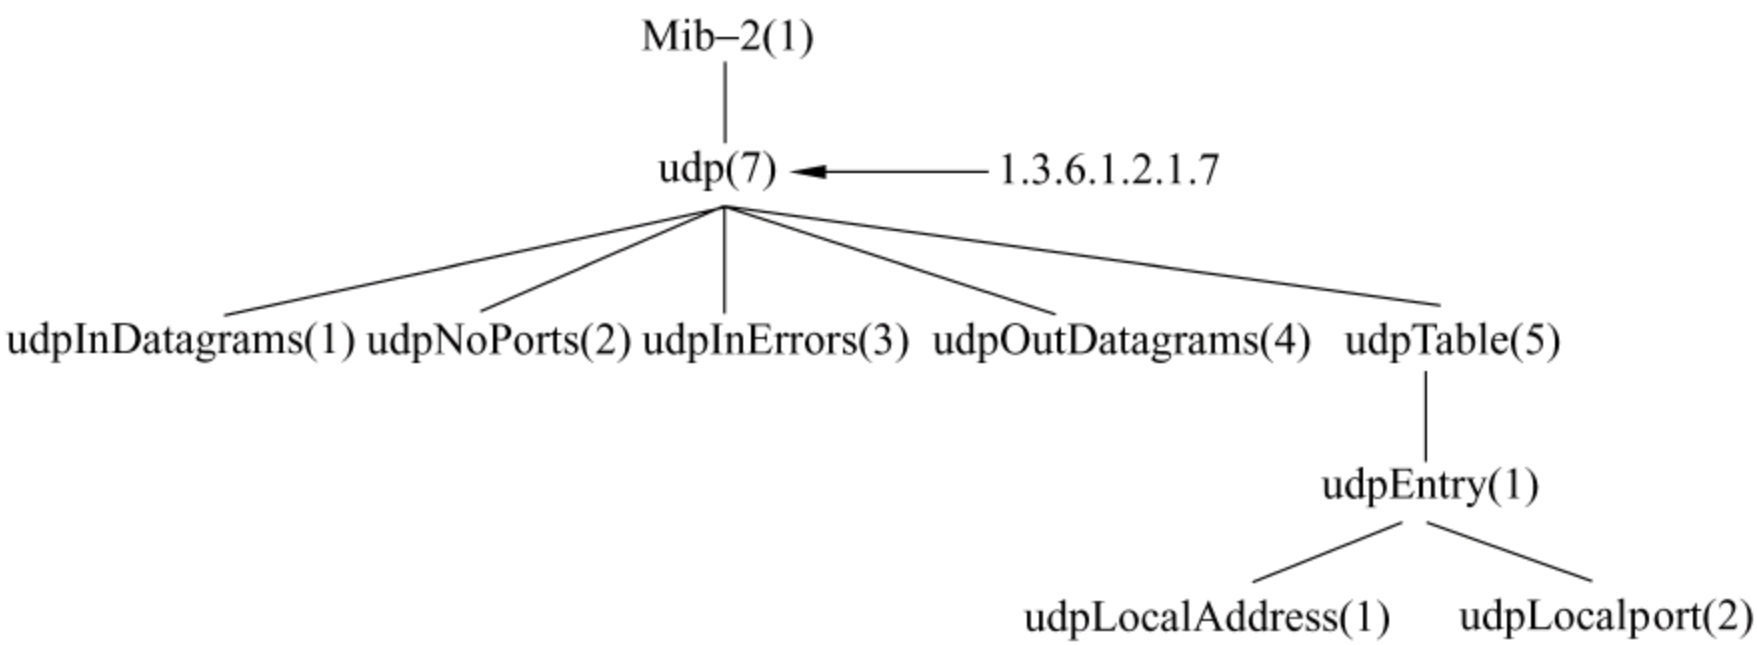 Mib–2(1)
udp(7) 1.3.6.1.2.1.7
udpInDatagrams(1) udpNoPorts(2) udpInErrors(3) udpOutDatagrams(4) udpTable(5)
udpEntry(1)
udpLocalAddress(1) udpLocalport(2)